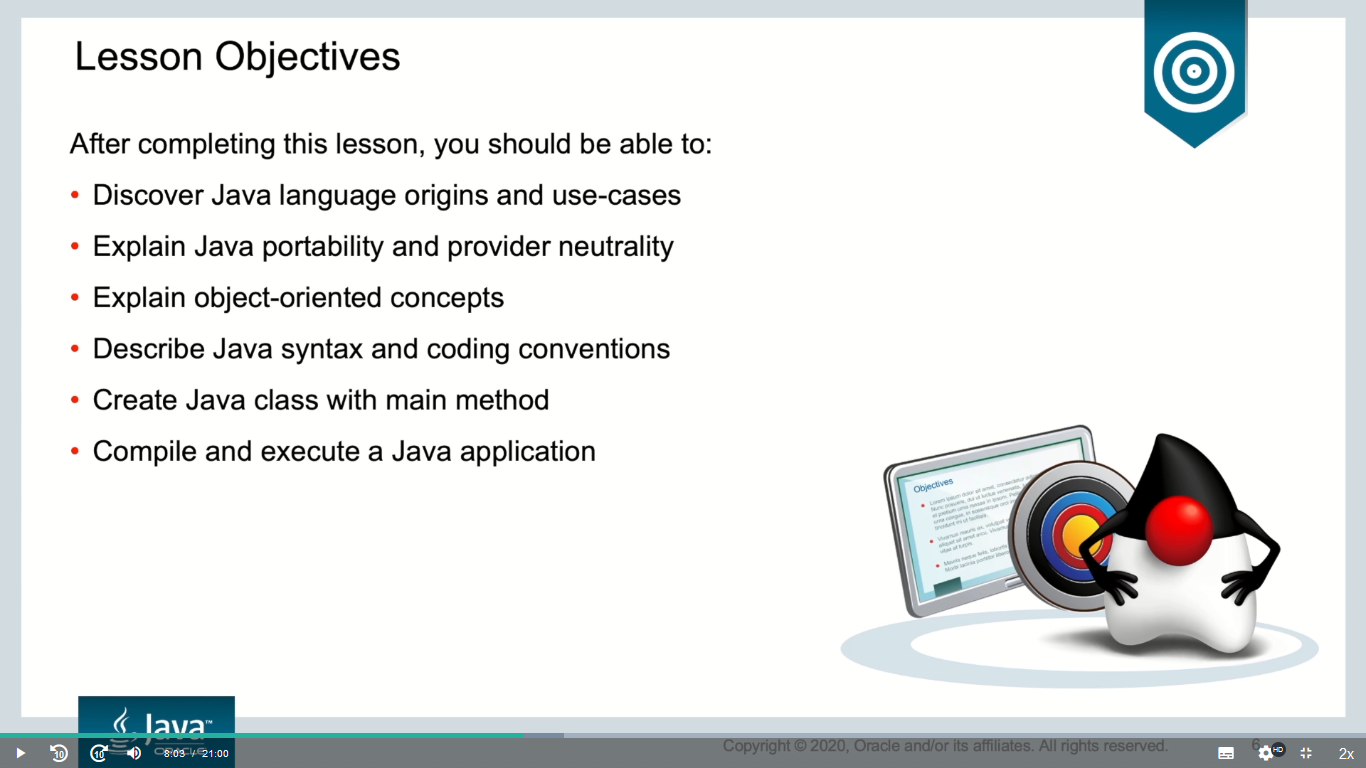 Lesson Objectives
After completing this lesson, you should be able to:
• Discover Java language origins and use-cases
• Explain Java portability and provider neutrality
• Explain object-oriented concepts
• Describe Java syntax and coding conventions
• Create Java class with main method
• Compile and execute a Java application
Objectives
Java™
ORACLE
10
10
8:03 / 21:00
Copyright © 2020, Oracle and/or its affiliates. All rights reserved.
6
HD
2x